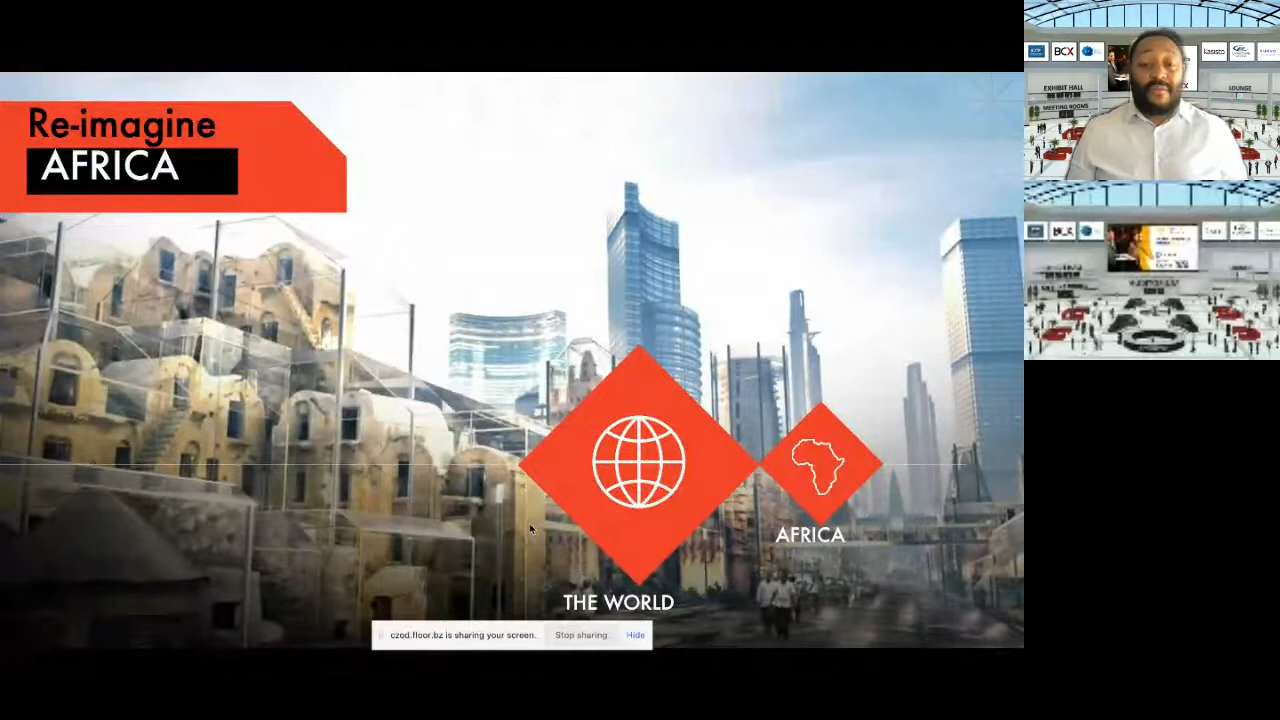 Re-imagine
AFRICA
AFRICA
THE WORLD
czod.floor.bz is sharing your screen.
Stop sharing
Hide
BCX
EXHIBIT HALL
MEETING ROOMS
LOUNGE